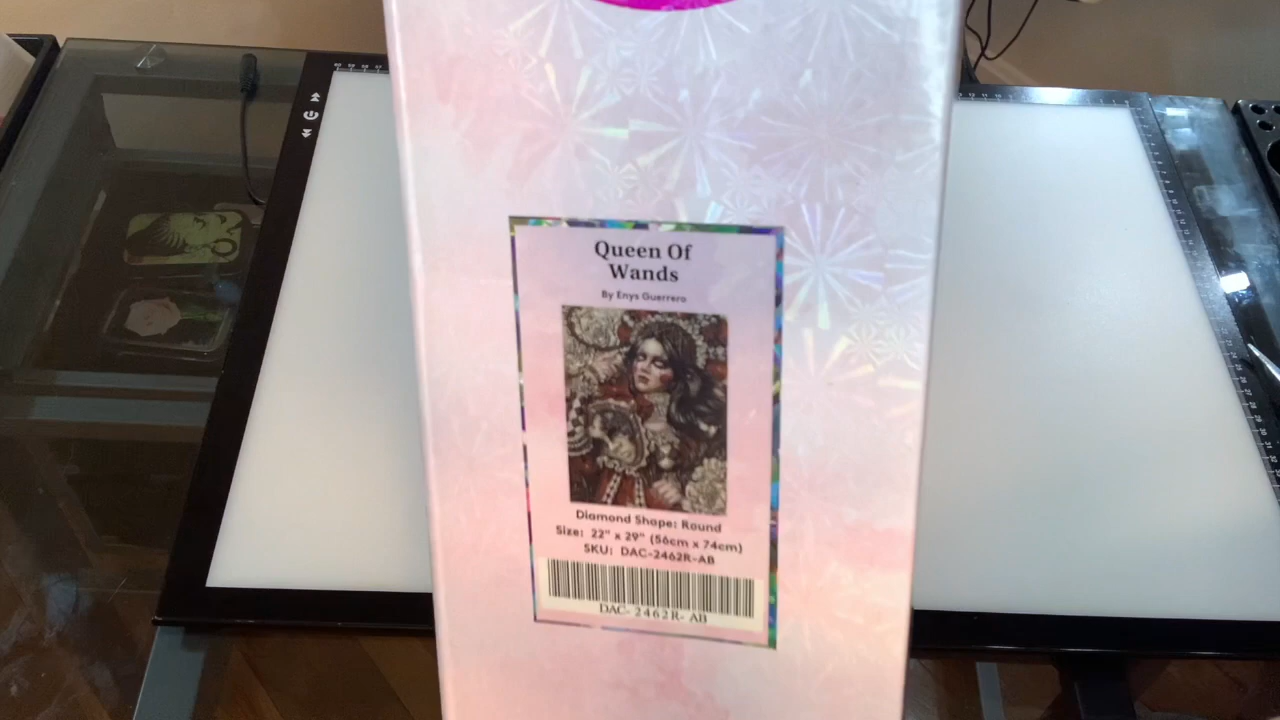 Queen Of
Wands
By Enys Guerrero
Diamond Shape: Round
Size: 22" x 29" (56cm x 74cm)
SKU: DAC-2462R-AB
DAC- 2462R- AB